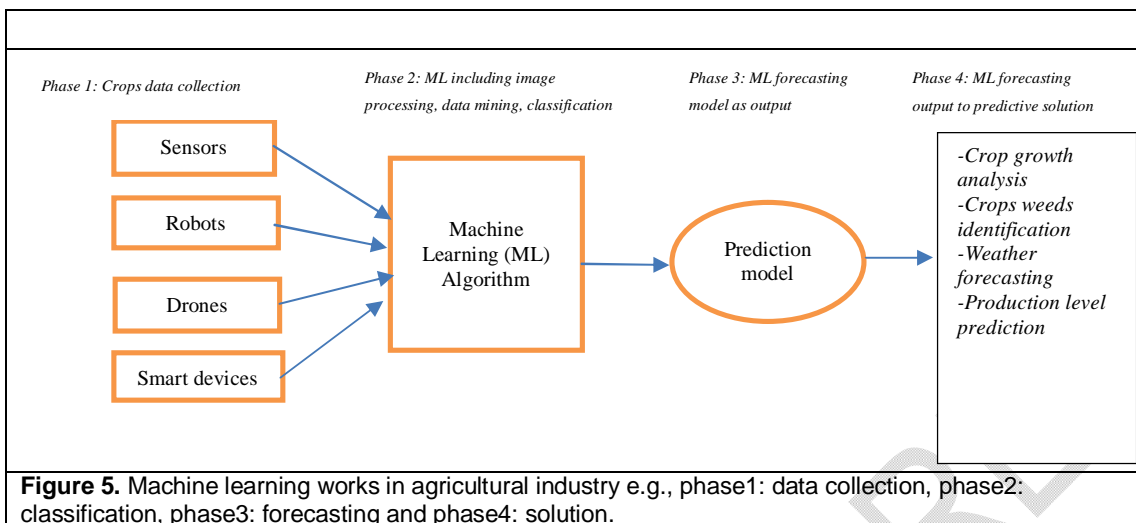 Phase 1: Crops data collection
Phase 2: ML including image
processing, data mining, classification
Phase 3: ML forecasting
model as output
Phase 4: ML forecasting
output to predictive solution
Sensors
Robots
Drones
Smart devices
Machine
Learning (ML)
Algorithm
Prediction
model
-Crop growth
analysis
-Crops weeds
identification
-Weather
forecasting
-Production level
prediction
Figure 5. Machine learning works in agricultural industry e.g., phase1: data collection, phase2:
classification, phase3: forecasting and phase4: solution.